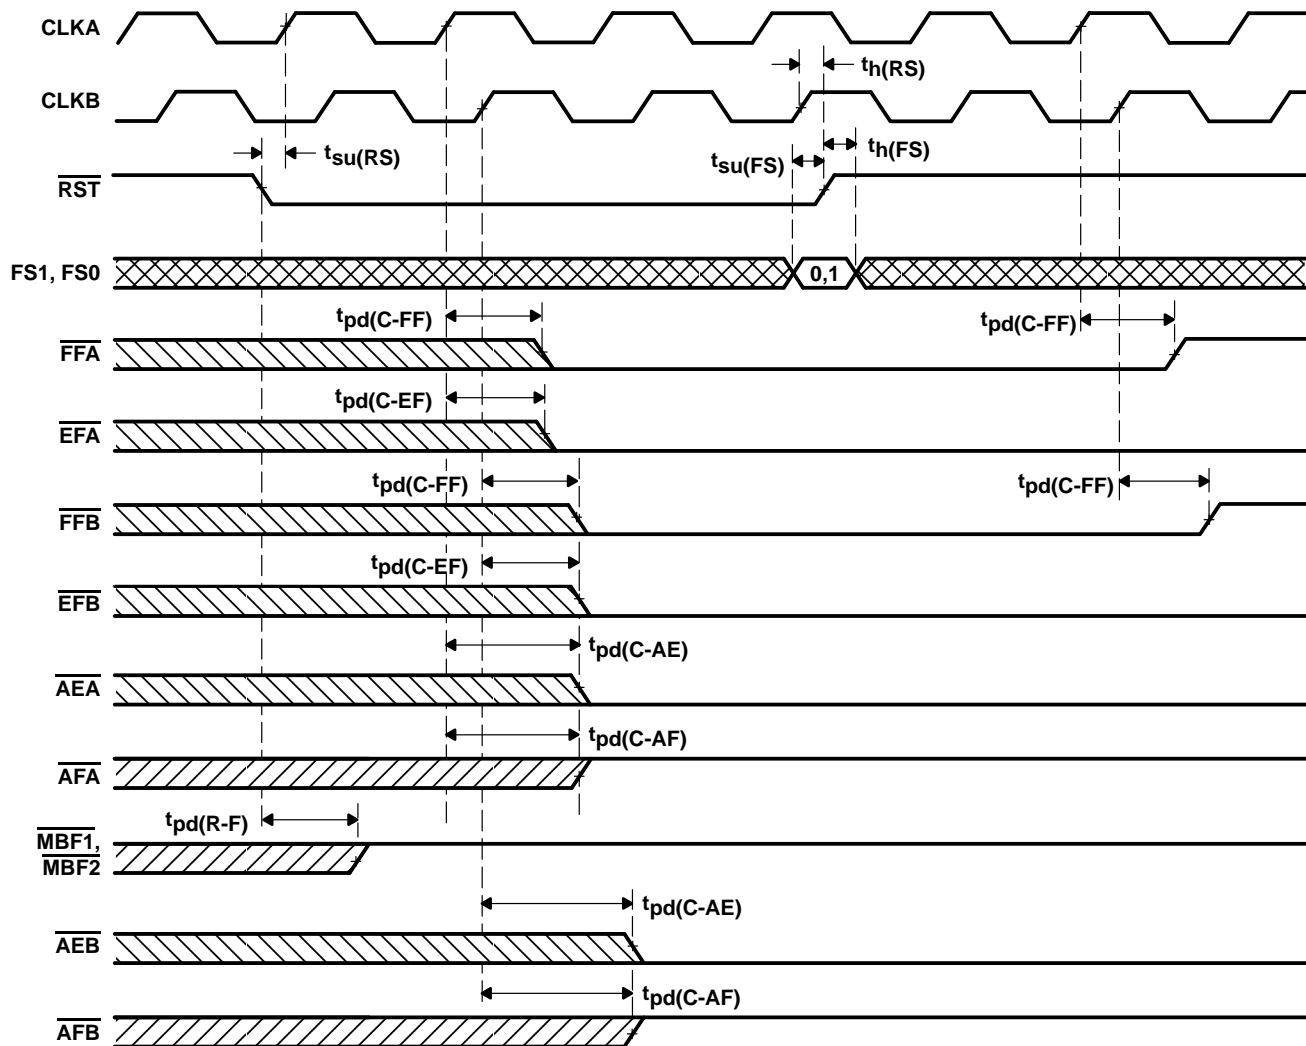 CLKA
th(RS)
CLKB
tsu(RS)
tsu(FS)
th(FS)
RST
FS1, FS0
0,1
tpd(C-FF)
tpd(C-FF)
FFA
tpd(C-EF)
EFA
tpd(C-FF)
tpd(C-FF)
FFB
tpd(C-EF)
EFB
tpd(C-AE)
AEA
tpd(C-AF)
AFA
tpd(R-F)
MBF1,
MBF2
tpd(C-AE)
AEB
tpd(C-AF)
AFB